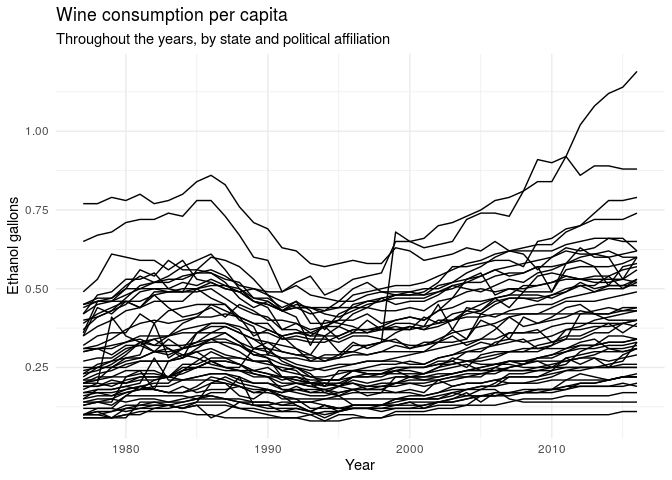 Wine consumption per capita
Throughout the years, by state and political affiliation
Ethanol gallons
1.00
0.75
0.50
0.25
1980 1990 2000 2010
Year